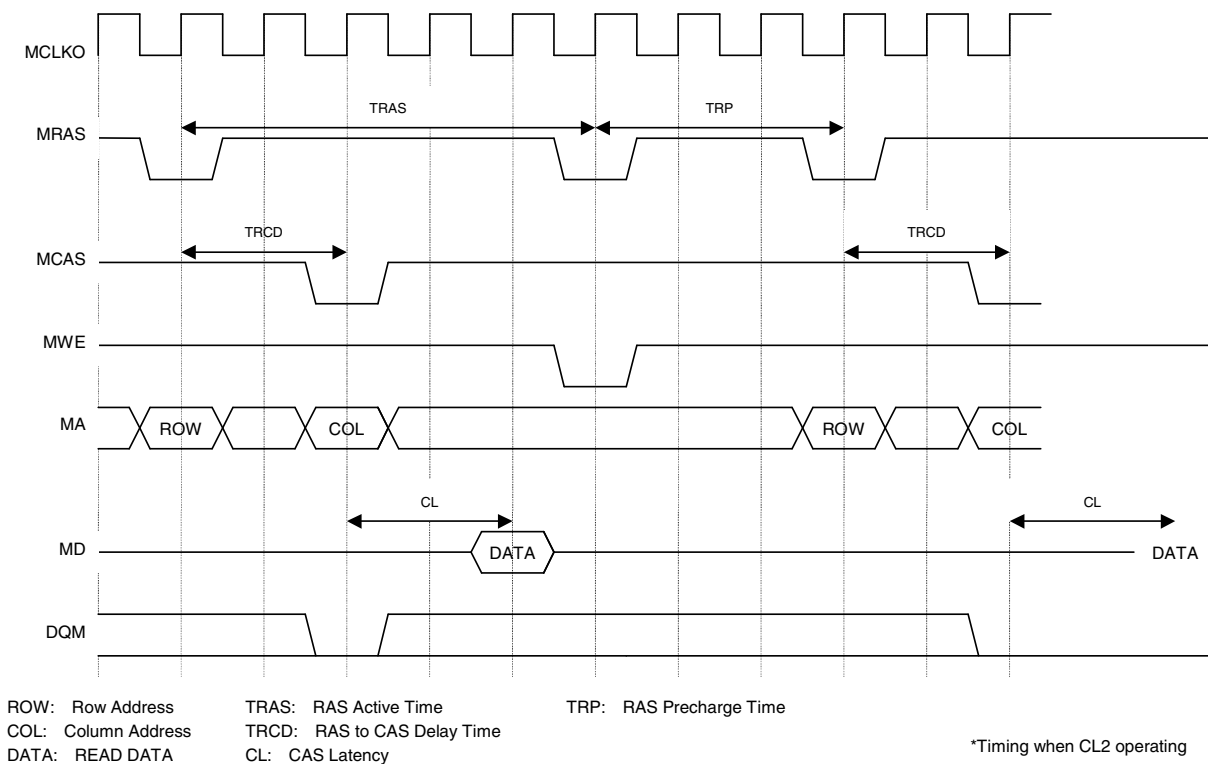 MCLKO
TRAS
TRP
MRAS
TRCD
TRCD
MCAS
MWE
MA
ROW
COL
ROW
COL
CL
CL
MD
DATA
DATA
DQM
ROW: Row Address TRAS: RAS Active Time TRP: RAS Precharge Time
COL: Column Address TRCD: RAS to CAS Delay Time
DATA: READ DATA CL: CAS Latency
*Timing when CL2 operating